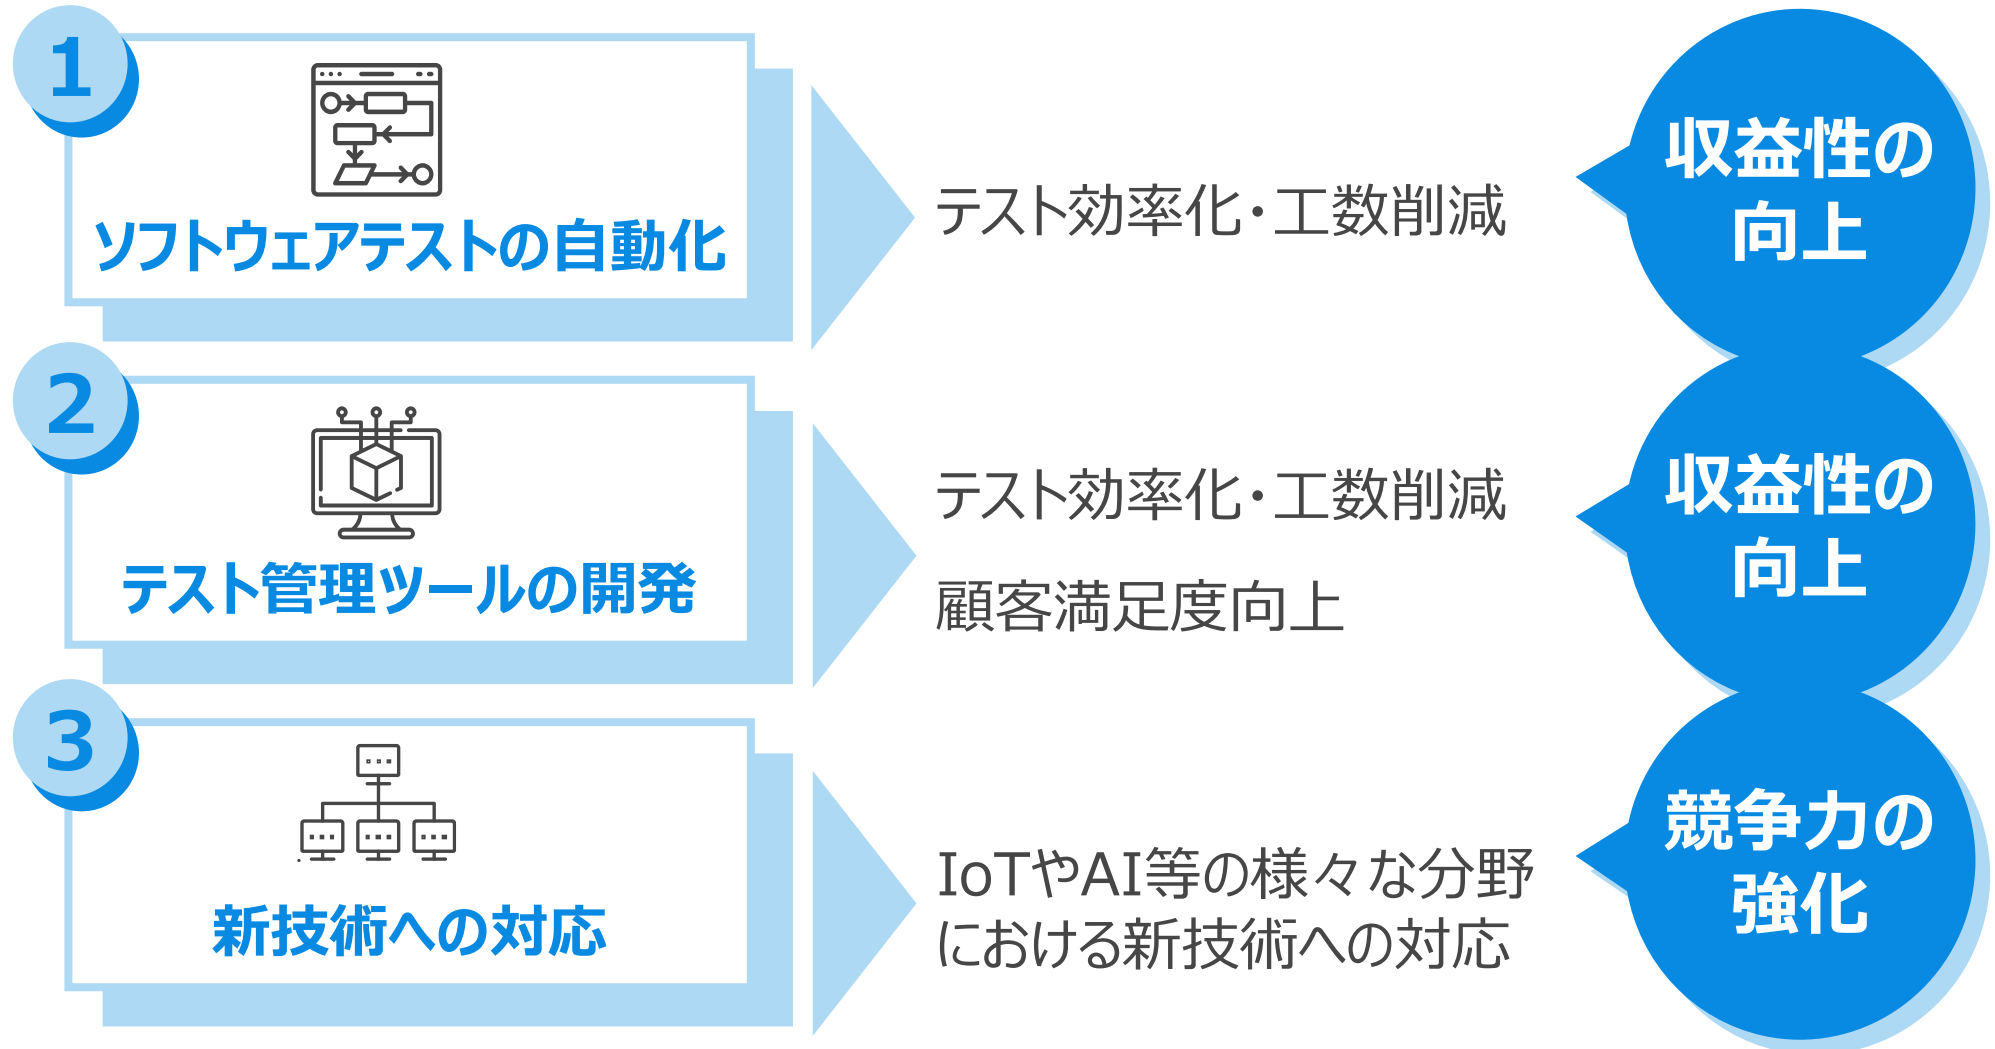 1
ソフトウェアテストの自動化
テスト効率化・工数削減
収益性の
向上
2
テスト管理ツールの開発
テスト効率化・工数削減
顧客満足度向上
収益性の
向上
3
新技術への対応
IoTやAI等の様々な分野
における新技術への対応
競争力の
強化